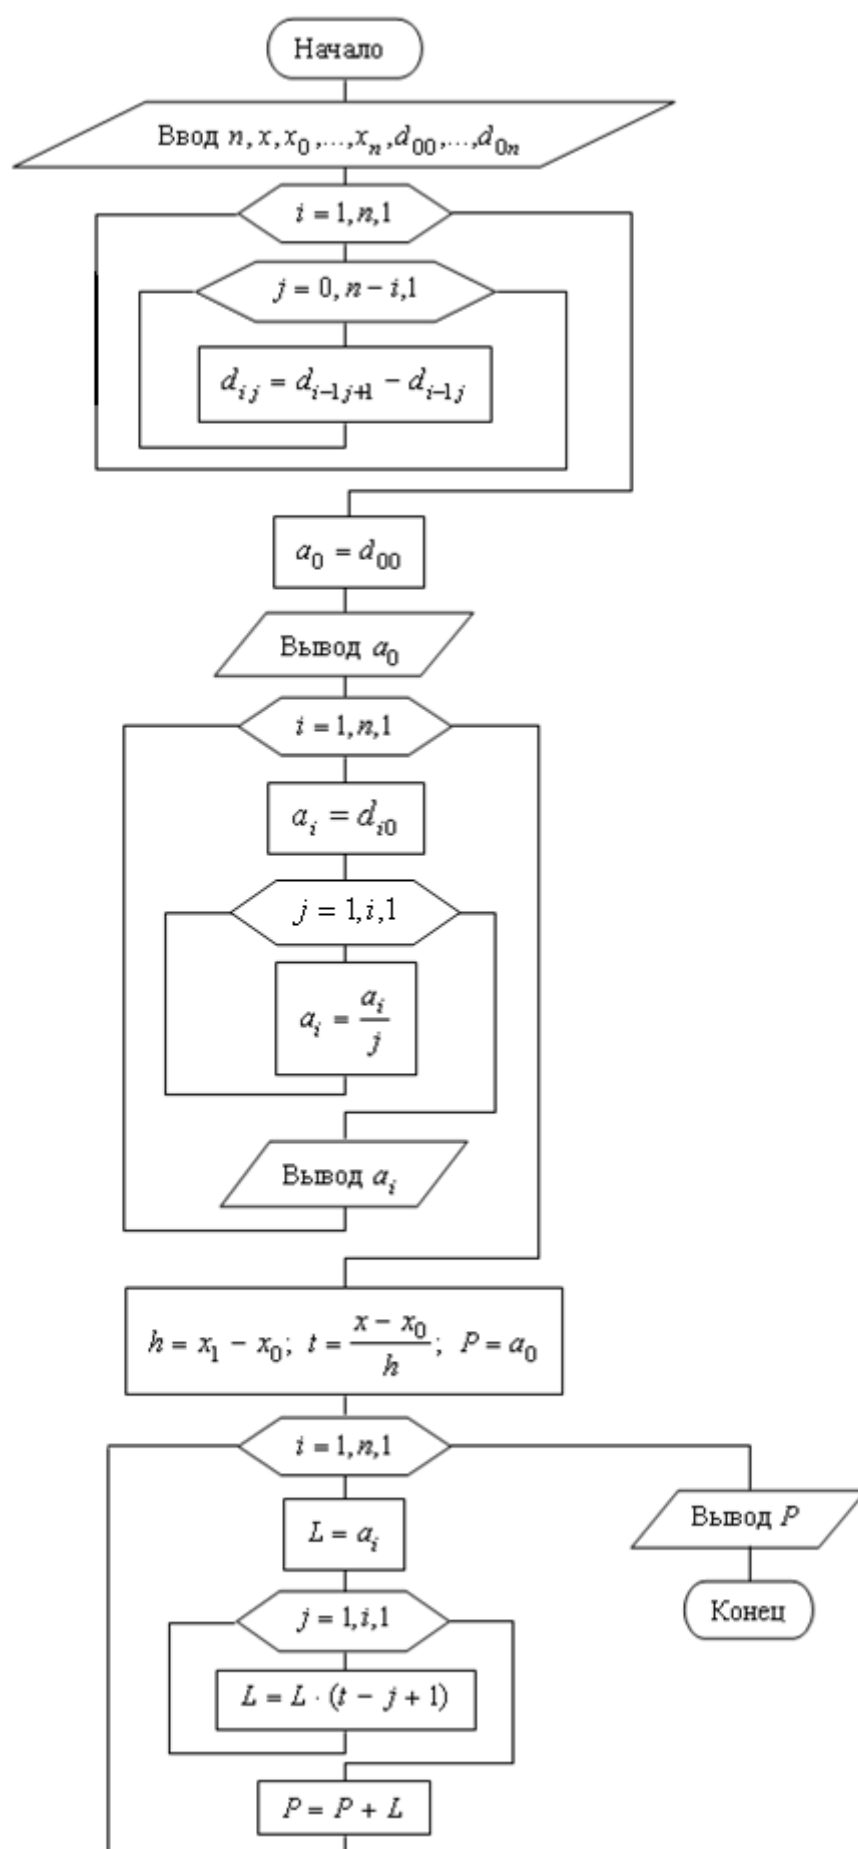 Начало
Ввод n, x, x₀,...,xₙ, d₀₀,...,d₀ₙ
i = 1, n, 1
j = 0, n − i, 1
dᵢⱼ = dᵢ₋₁ⱼ₊₁ − dᵢ₋₁ⱼ
a₀ = d₀₀
Вывод a₀
i = 1, n, 1
aᵢ = dᵢ₀
j = 1, i, 1
aᵢ = aᵢ / j
Вывод aᵢ
h = x₁ − x₀; t = (x − x₀) / h; P = a₀
i = 1, n, 1
L = aᵢ
Вывод P
j = 1, i, 1
Конец
L = L · (t − j + 1)
P = P + L